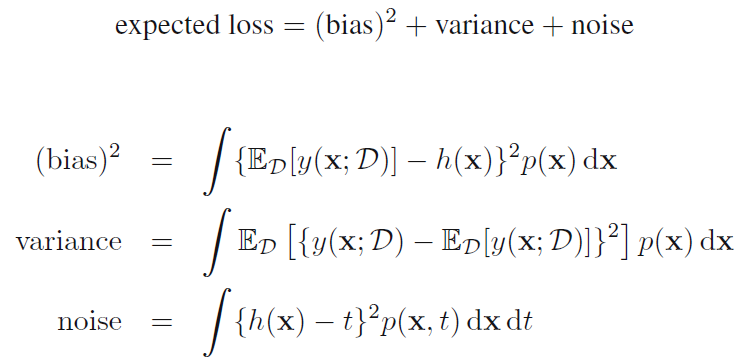 expected loss = (bias)² + variance + noise
(bias)² = ∫ {𝔼_𝒟[y(𝐱; 𝒟)] − h(𝐱)}² p(𝐱) d𝐱
variance = ∫ 𝔼_𝒟 [{y(𝐱; 𝒟) − 𝔼_𝒟[y(𝐱; 𝒟)]}²] p(𝐱) d𝐱
noise = ∫ {h(𝐱) − t}² p(𝐱, t) d𝐱 dt